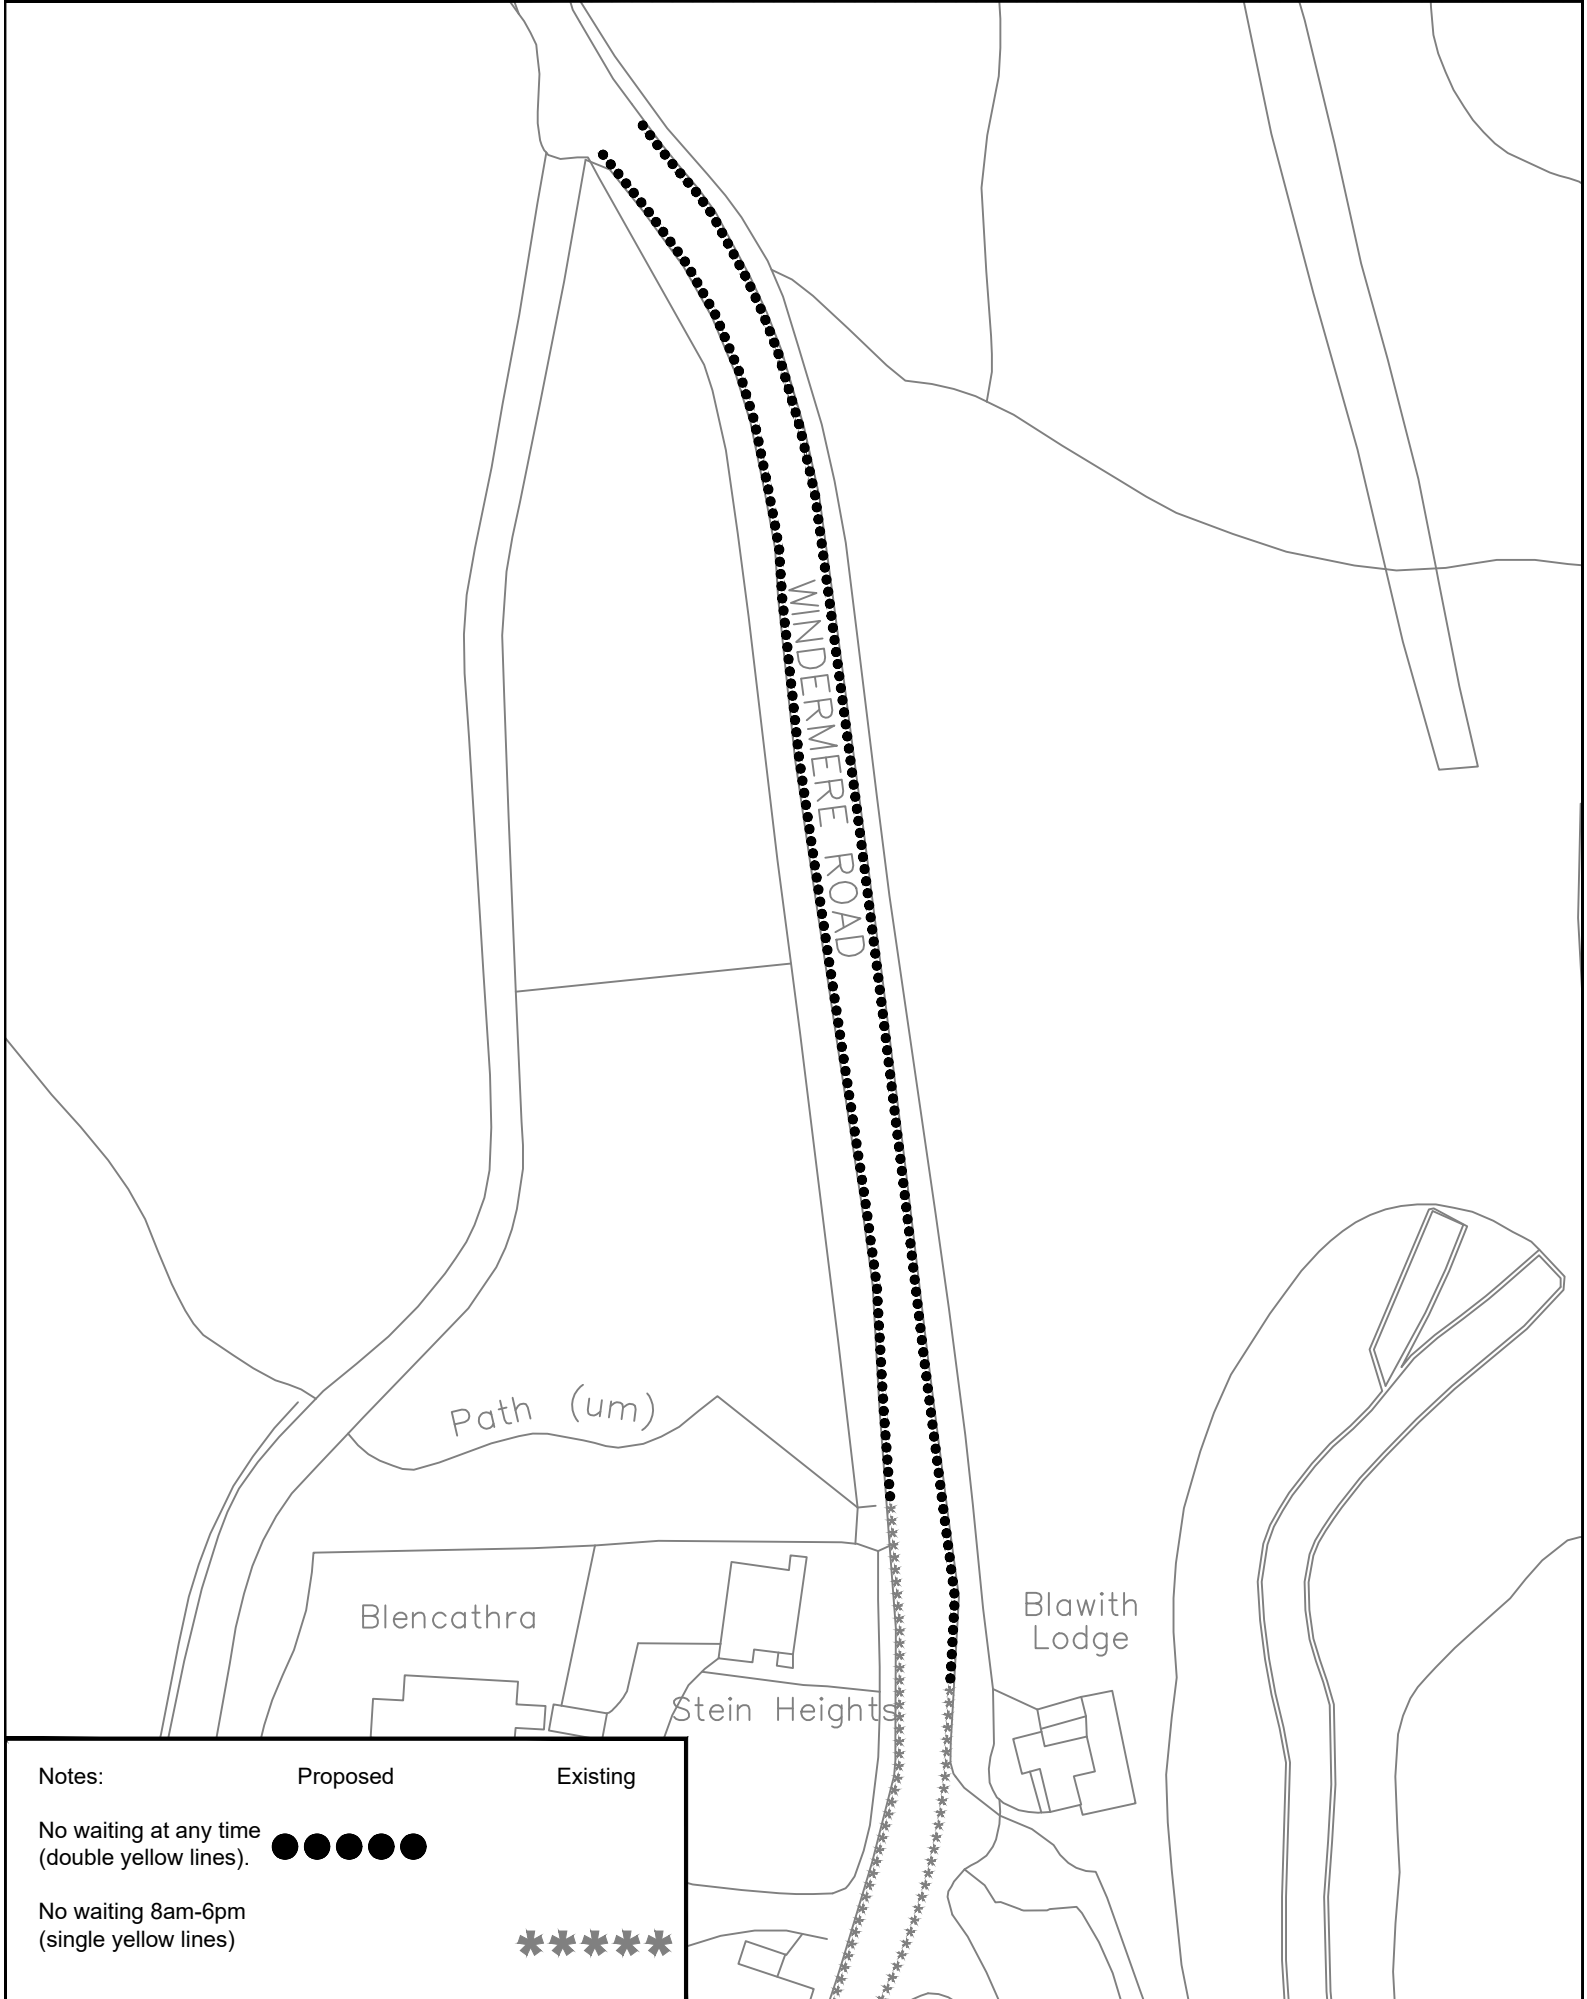 WINDERMERE ROAD
Path (um)
Blencathra
Blawith
Lodge
Stein Heights
Notes: Proposed Existing
No waiting at any time
(double yellow lines).
No waiting 8am-6pm
(single yellow lines)